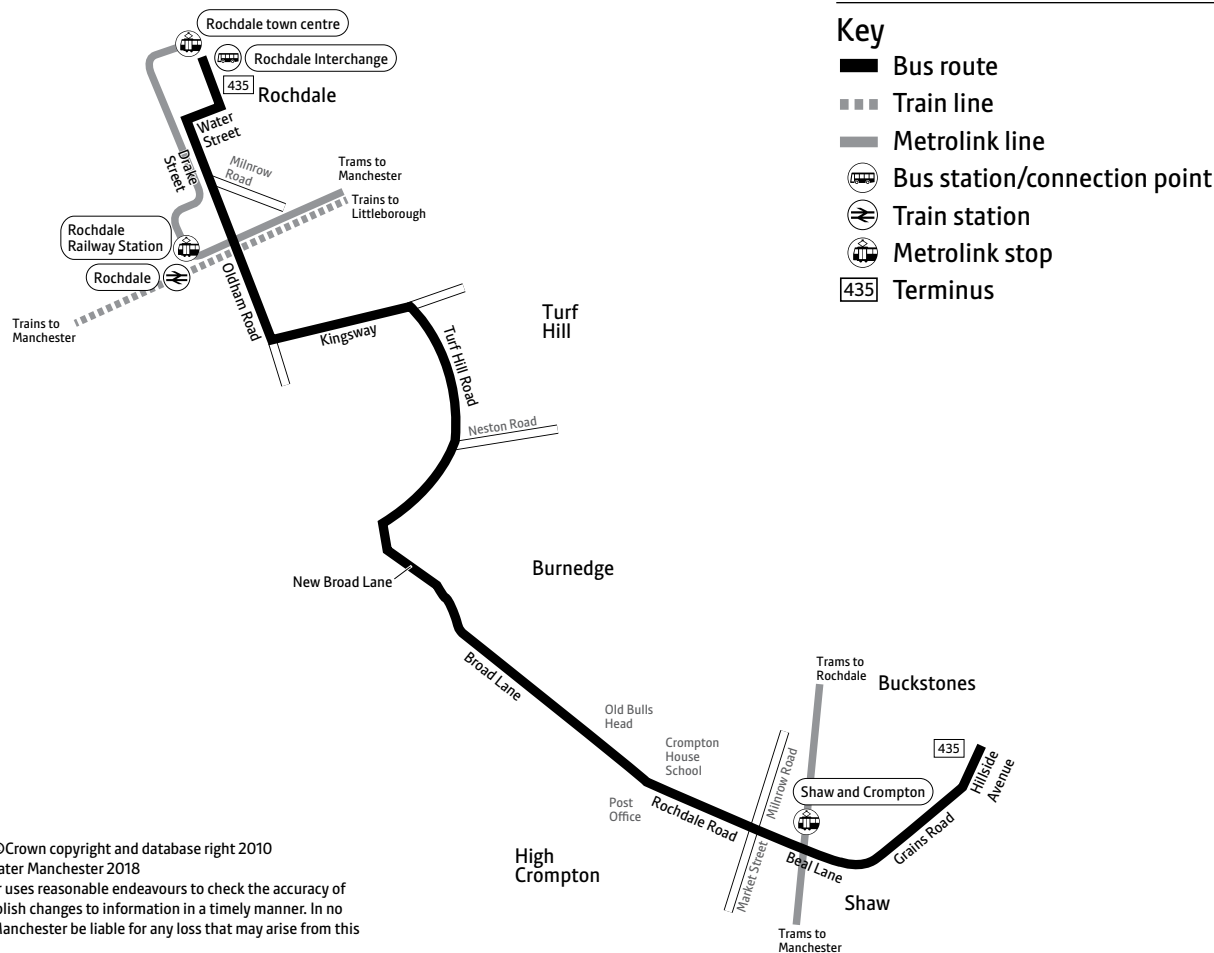 Rochdale town centre
Rochdale Interchange
435
Rochdale
Water
Street
Drake
Street
Milnrow
Road
Trams to
Manchester
Trains to
Littleborough
Rochdale
Railway Station
Rochdale
Trains to
Manchester
Oldham Road
Kingsway
Turf
Hill
Turf Hill Road
Neston Road
New Broad Lane
Burnedge
Broad Lane
Old Bulls
Head
Crompton
House
School
Post
Office
Rochdale Road
High
Crompton
Milnrow Road
Market Street
Trams to
Rochdale
Buckstones
435
Hillside
Avenue
Shaw and Crompton
Grains Road
Beal Lane
Shaw
Trams to
Manchester
Key
Bus route
Train line
Metrolink line
Bus station/connection point
Train station
Metrolink stop
435 Terminus
©Crown copyright and database right 2010
ater Manchester 2018
r uses reasonable endeavours to check the accuracy of
blish changes to information in a timely manner. In no
Manchester be liable for any loss that may arise from this